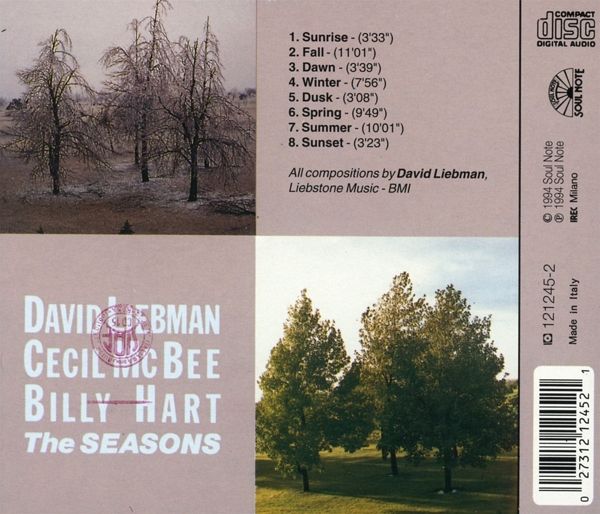 1. Sunrise - (3'33")
2. Fall - (11'01")
3. Dawn - (3'39")
4. Winter - (7'56")
5. Dusk - (3'08")
6. Spring - (9'49")
7. Summer - (10'01")
8. Sunset - (3'23")
All compositions by David Liebman,
Liebstone Music - BMI
DAVID LIEBMAN
CECIL MCBEE
BILLY HART
The SEASONS
COMPACT
disc
DIGITAL AUDIO
SOUL NOTE
© 1994 Soul Note
℗ 1994 Soul Note
IREC Milano
121245-2
Made in Italy
0 27312 12452 1